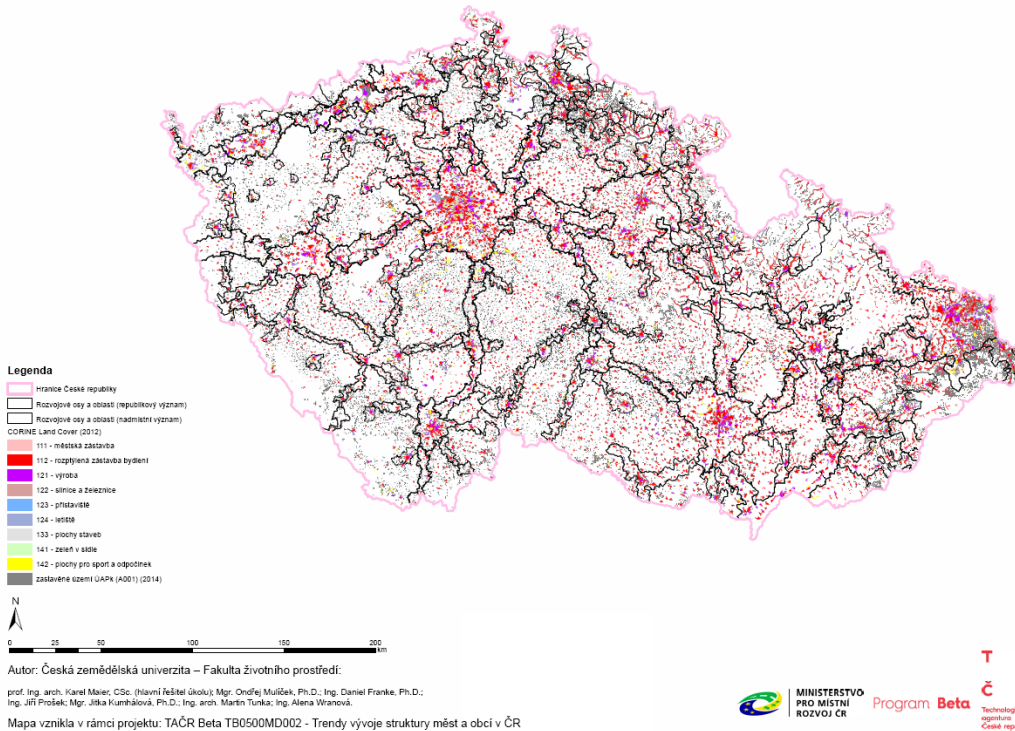 Legenda
Hranice České republiky
Rozvojové osy a oblasti (republikový význam)
Rozvojové osy a oblasti (nadmístní význam)
CORINE Land Cover (2012)
111 - městská zástavba
112 - rozptýlená zástavba bydlení
121 - výroba
122 - silnice a železnice
123 - přístaviště
124 - letiště
133 - plochy staveb
141 - zeleň v sídle
142 - plochy pro sport a odpočinek
zastavěné území ÚAPk (A001) (2014)
N
0 25 50 100 150 200
km
Autor: Česká zemědělská univerzita – Fakulta životního prostředí:
prof. Ing. arch. Karel Maier, CSc. (hlavní řešitel úkolu); Mgr. Ondřej Mulíček, Ph.D.; Ing. Daniel Franke, Ph.D.;
Ing. Jiří Prošek; Mgr. Jitka Kumhálová, Ph.D.; Ing. arch. Martin Tunka; Ing. Alena Wranová.
Mapa vznikla v rámci projektu: TAČR Beta TB0500MD002 - Trendy vývoje struktury měst a obcí v ČR
MINISTERSTVO
PRO MÍSTNÍ
ROZVOJ ČR
Program Beta
T
Č
Technolog
agentura
České rep